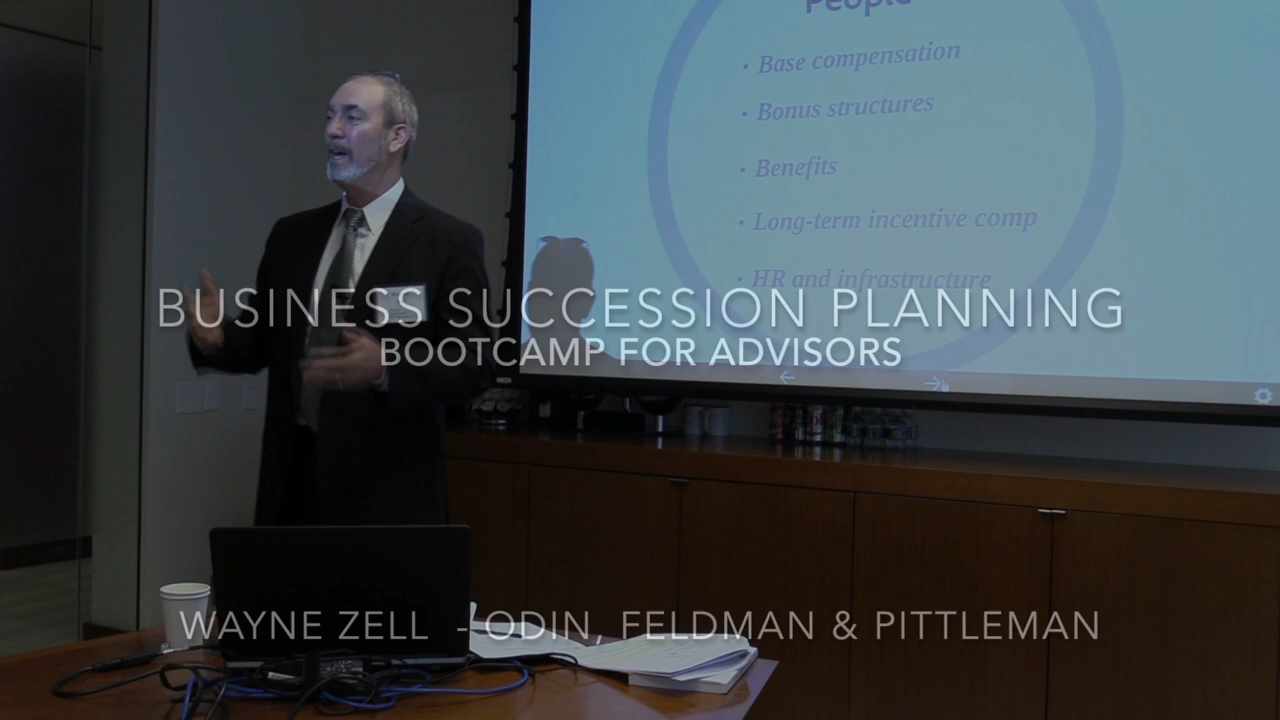 People
• Base compensation
• Bonus structures
• Benefits
• Long-term incentive comp
• HR and infrastructure
BUSINESS SUCCESSION PLANNING
BOOTCAMP FOR ADVISORS
WAYNE ZELL - ODIN FELDMAN & PITTLEMAN